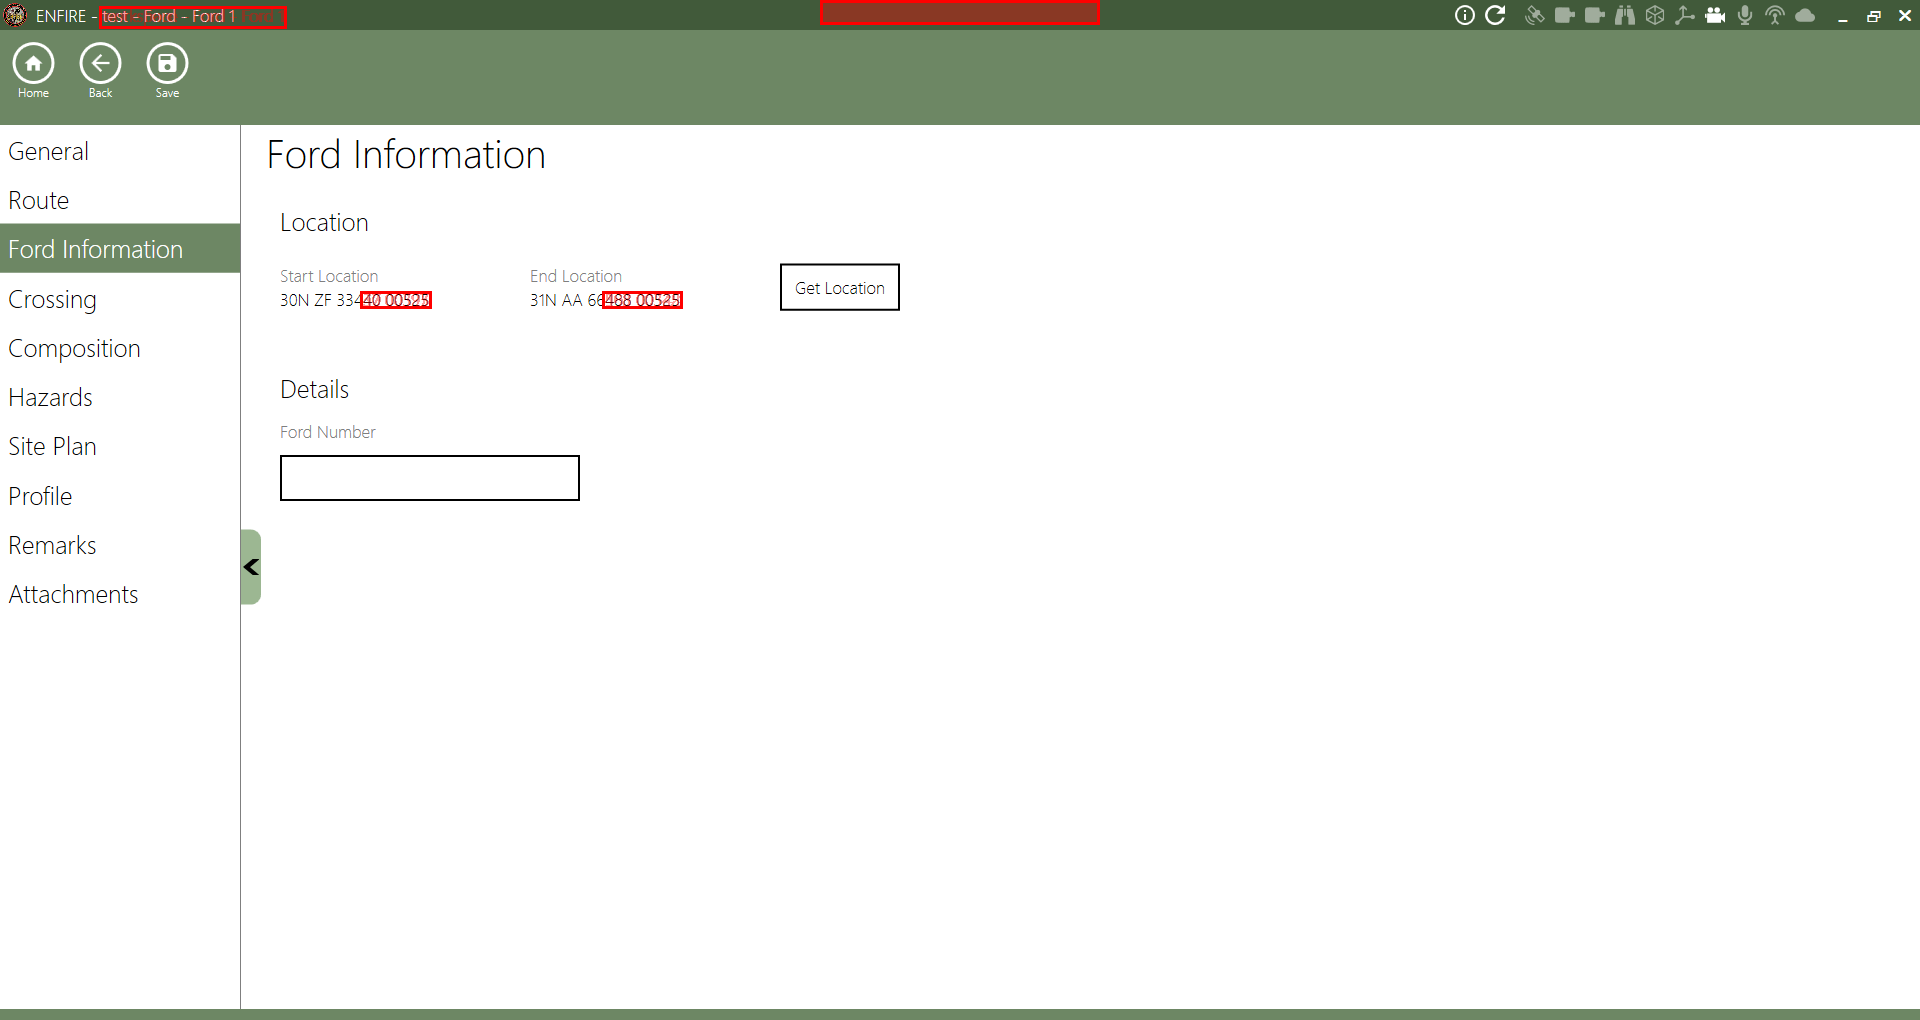 ENFIRE - test - Ford - Ford 1
Home
Back
Save
General
Route
Ford Information
Crossing
Composition
Hazards
Site Plan
Profile
Remarks
Attachments
Ford Information
Location
Start Location
30N ZF 33440 00525
End Location
31N AA 66488 00525
Get Location
Details
Ford Number